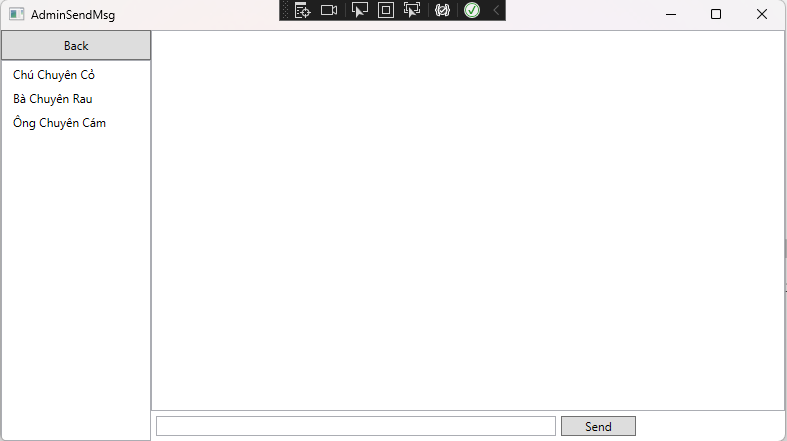 AdminSendMsg
Back
Chú Chuyên Cỏ
Bà Chuyên Rau
Ông Chuyên Cám
Send